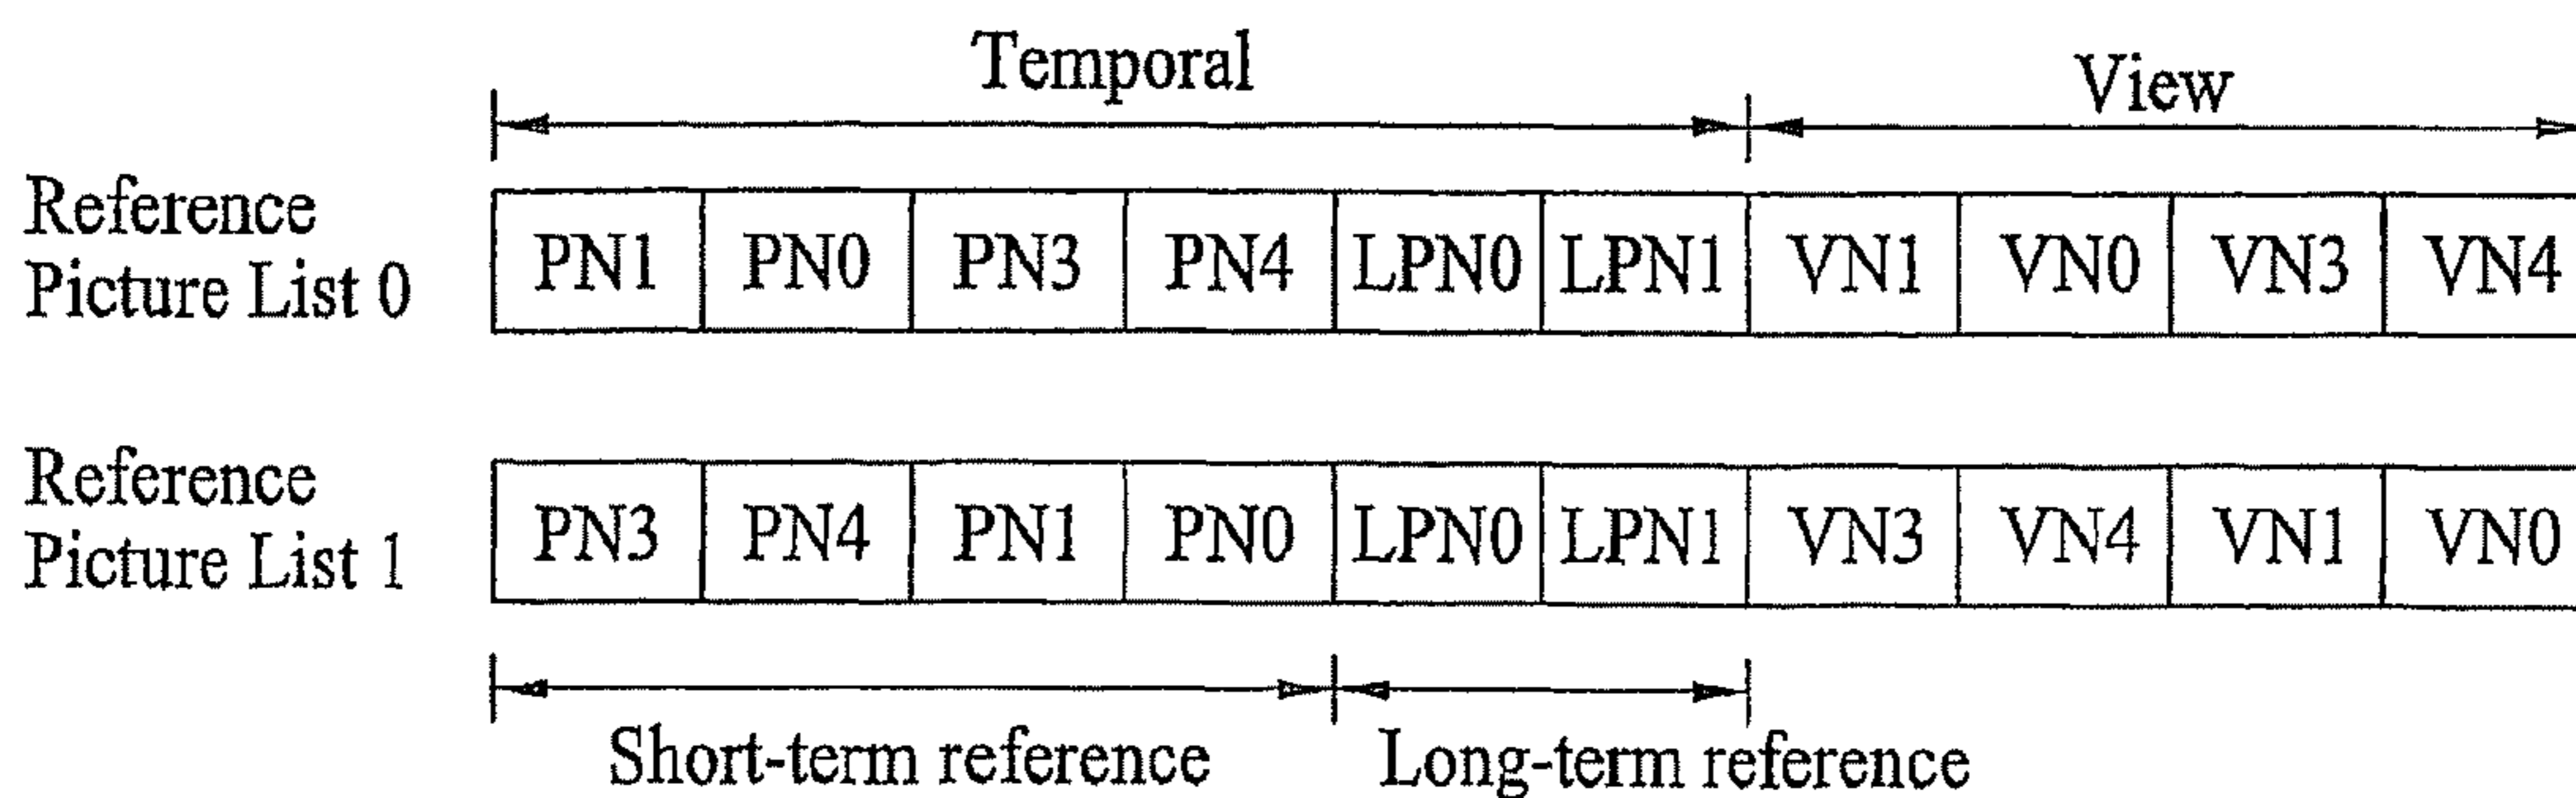 Temporal
View
Reference
Picture List 0
PN1 PN0 PN3 PN4 LPN0 LPN1 VN1 VN0 VN3 VN4
Reference
Picture List 1
PN3 PN4 PN1 PN0 LPN0 LPN1 VN3 VN4 VN1 VN0
Short-term reference
Long-term reference